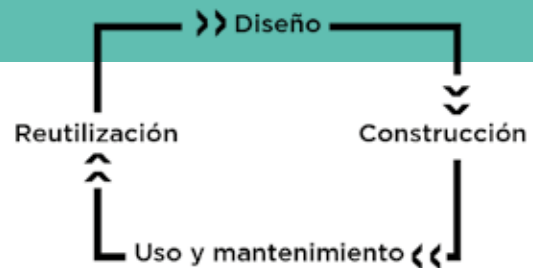 Diseño
Reutilización
Construcción
Uso y mantenimiento